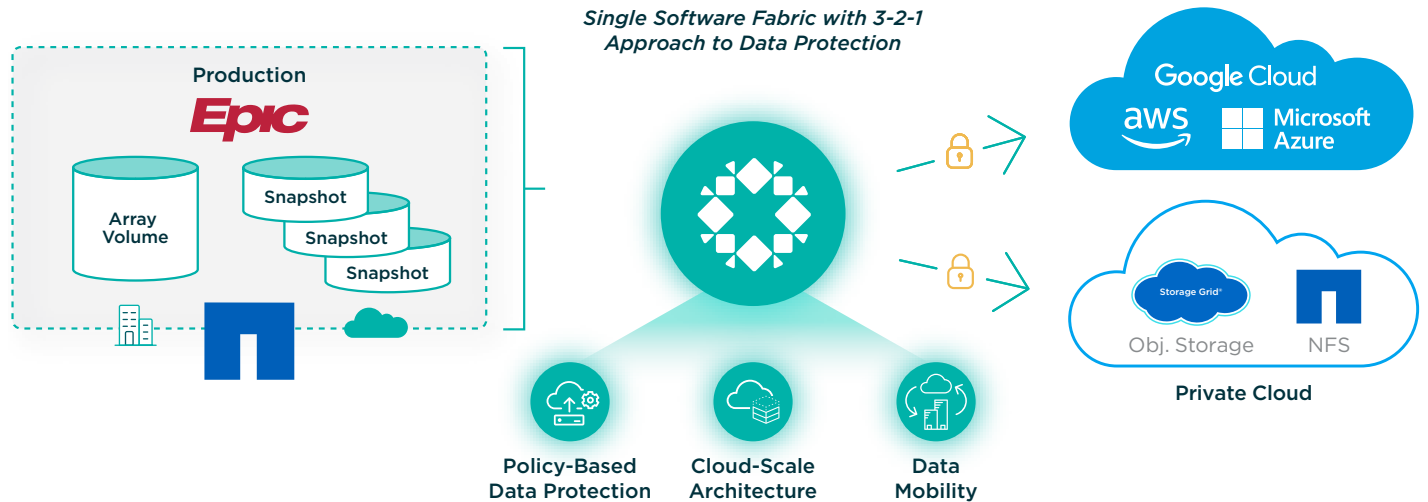 Single Software Fabric with 3-2-1
Approach to Data Protection
Production
Epic
Array
Volume
Snapshot
Snapshot
Snapshot
Policy-Based
Data Protection
Cloud-Scale
Architecture
Data
Mobility
Google Cloud
aws
Microsoft
Azure
Storage Grid®
Obj. Storage
NFS
Private Cloud